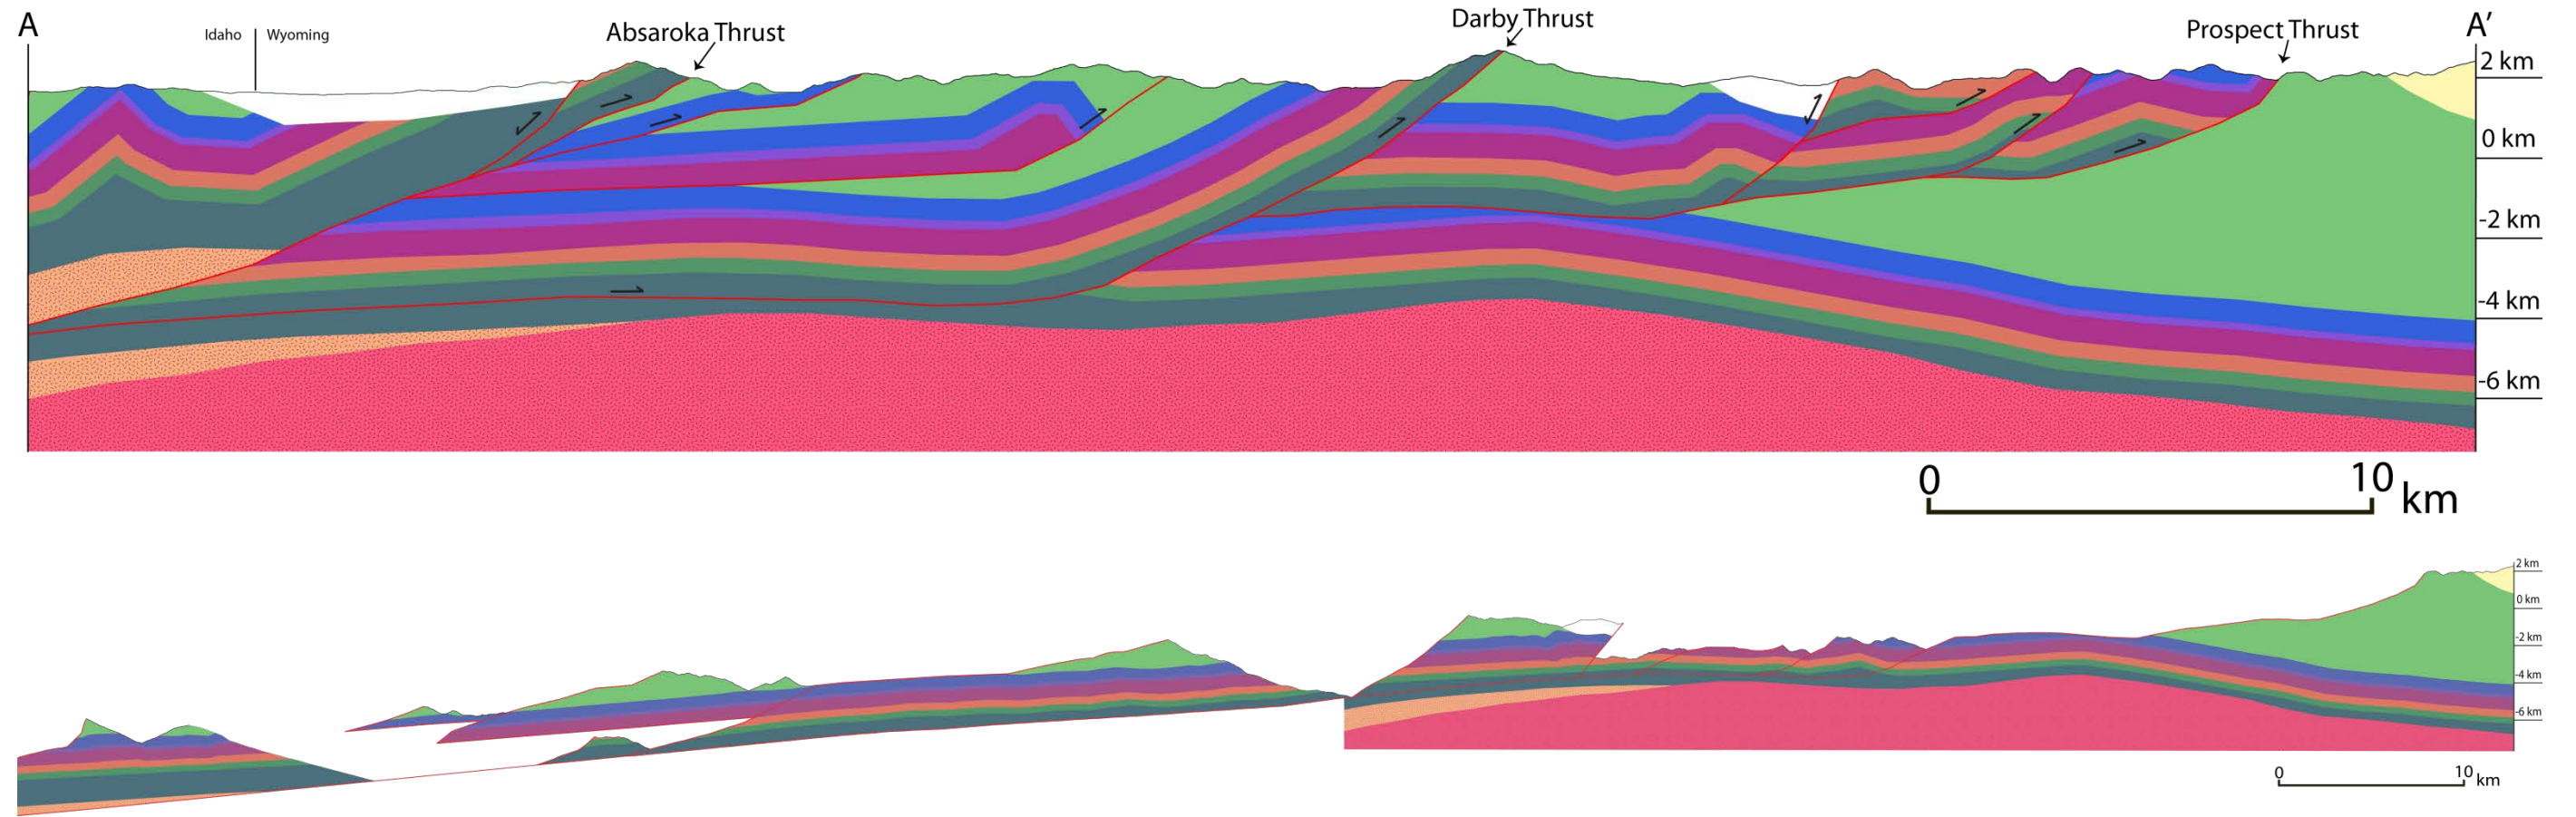 A
Idaho
Wyoming
Absaroka Thrust
Darby Thrust
Prospect Thrust
A’
2 km
0 km
-2 km
-4 km
-6 km
0
10
km
2 km
0 km
-2 km
-4 km
-6 km
0
10
km